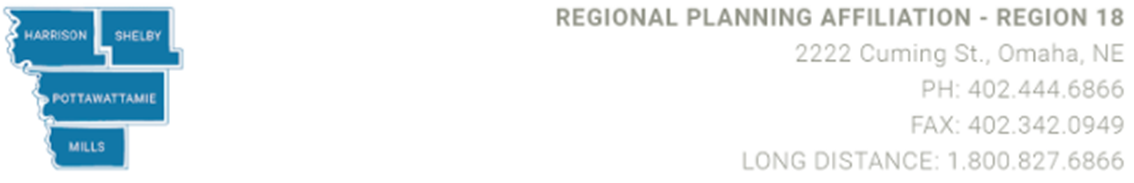 HARRISON SHELBY
POTTAWATTAMIE
MILLS
REGIONAL PLANNING AFFILIATION - REGION 18
2222 Cuming St., Omaha, NE
PH: 402.444.6866
FAX: 402.342.0949
LONG DISTANCE: 1.800.827.6866